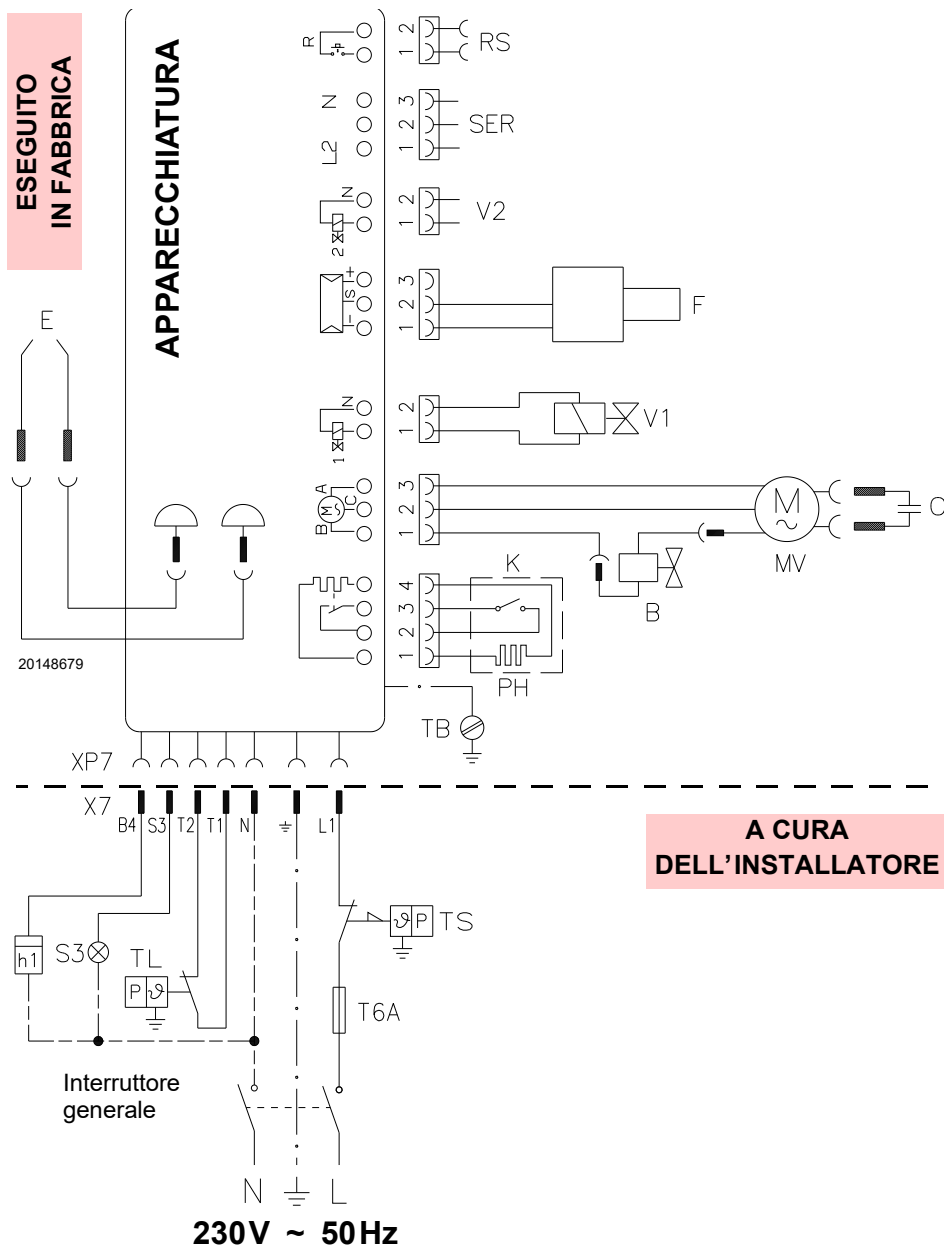 ESEGUITO
IN FABBRICA
APPARECCHIATURA
R
2
1
RS
N
L2
3
2
1
SER
N
2
2
1
V2
+
S
-
3
2
1
F
E
N
1
2
1
V1
A
C
B
M
~
3
2
1
M
~
MV
C
B
4
3
2
1
K
PH
20148679
TB
XP7
X7
B4
S3
T2
T1
N
L1
A CURA
DELL'INSTALLATORE
h1
S3
TL
P
ϑ
ϑ
P
TS
T6A
Interruttore
generale
N
L
230V ~ 50Hz